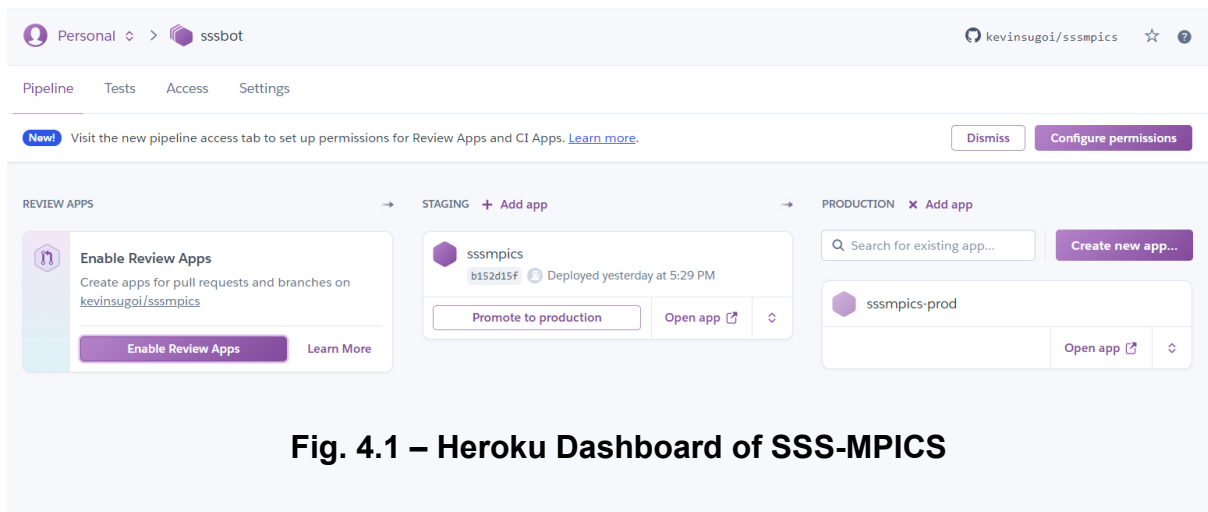 Personal > sssbot
kevinsugoi/sssmpics
Pipeline Tests Access Settings
New! Visit the new pipeline access tab to set up permissions for Review Apps and CI Apps. Learn more.
Dismiss Configure permissions
REVIEW APPS
Enable Review Apps
Create apps for pull requests and branches on
kevinsugoi/sssmpics
Enable Review Apps Learn More
STAGING + Add app
sssmpics
b152d15f Deployed yesterday at 5:29 PM
Promote to production Open app
PRODUCTION × Add app
Search for existing app... Create new app...
sssmpics-prod
Open app
Fig. 4.1 – Heroku Dashboard of SSS-MPICS